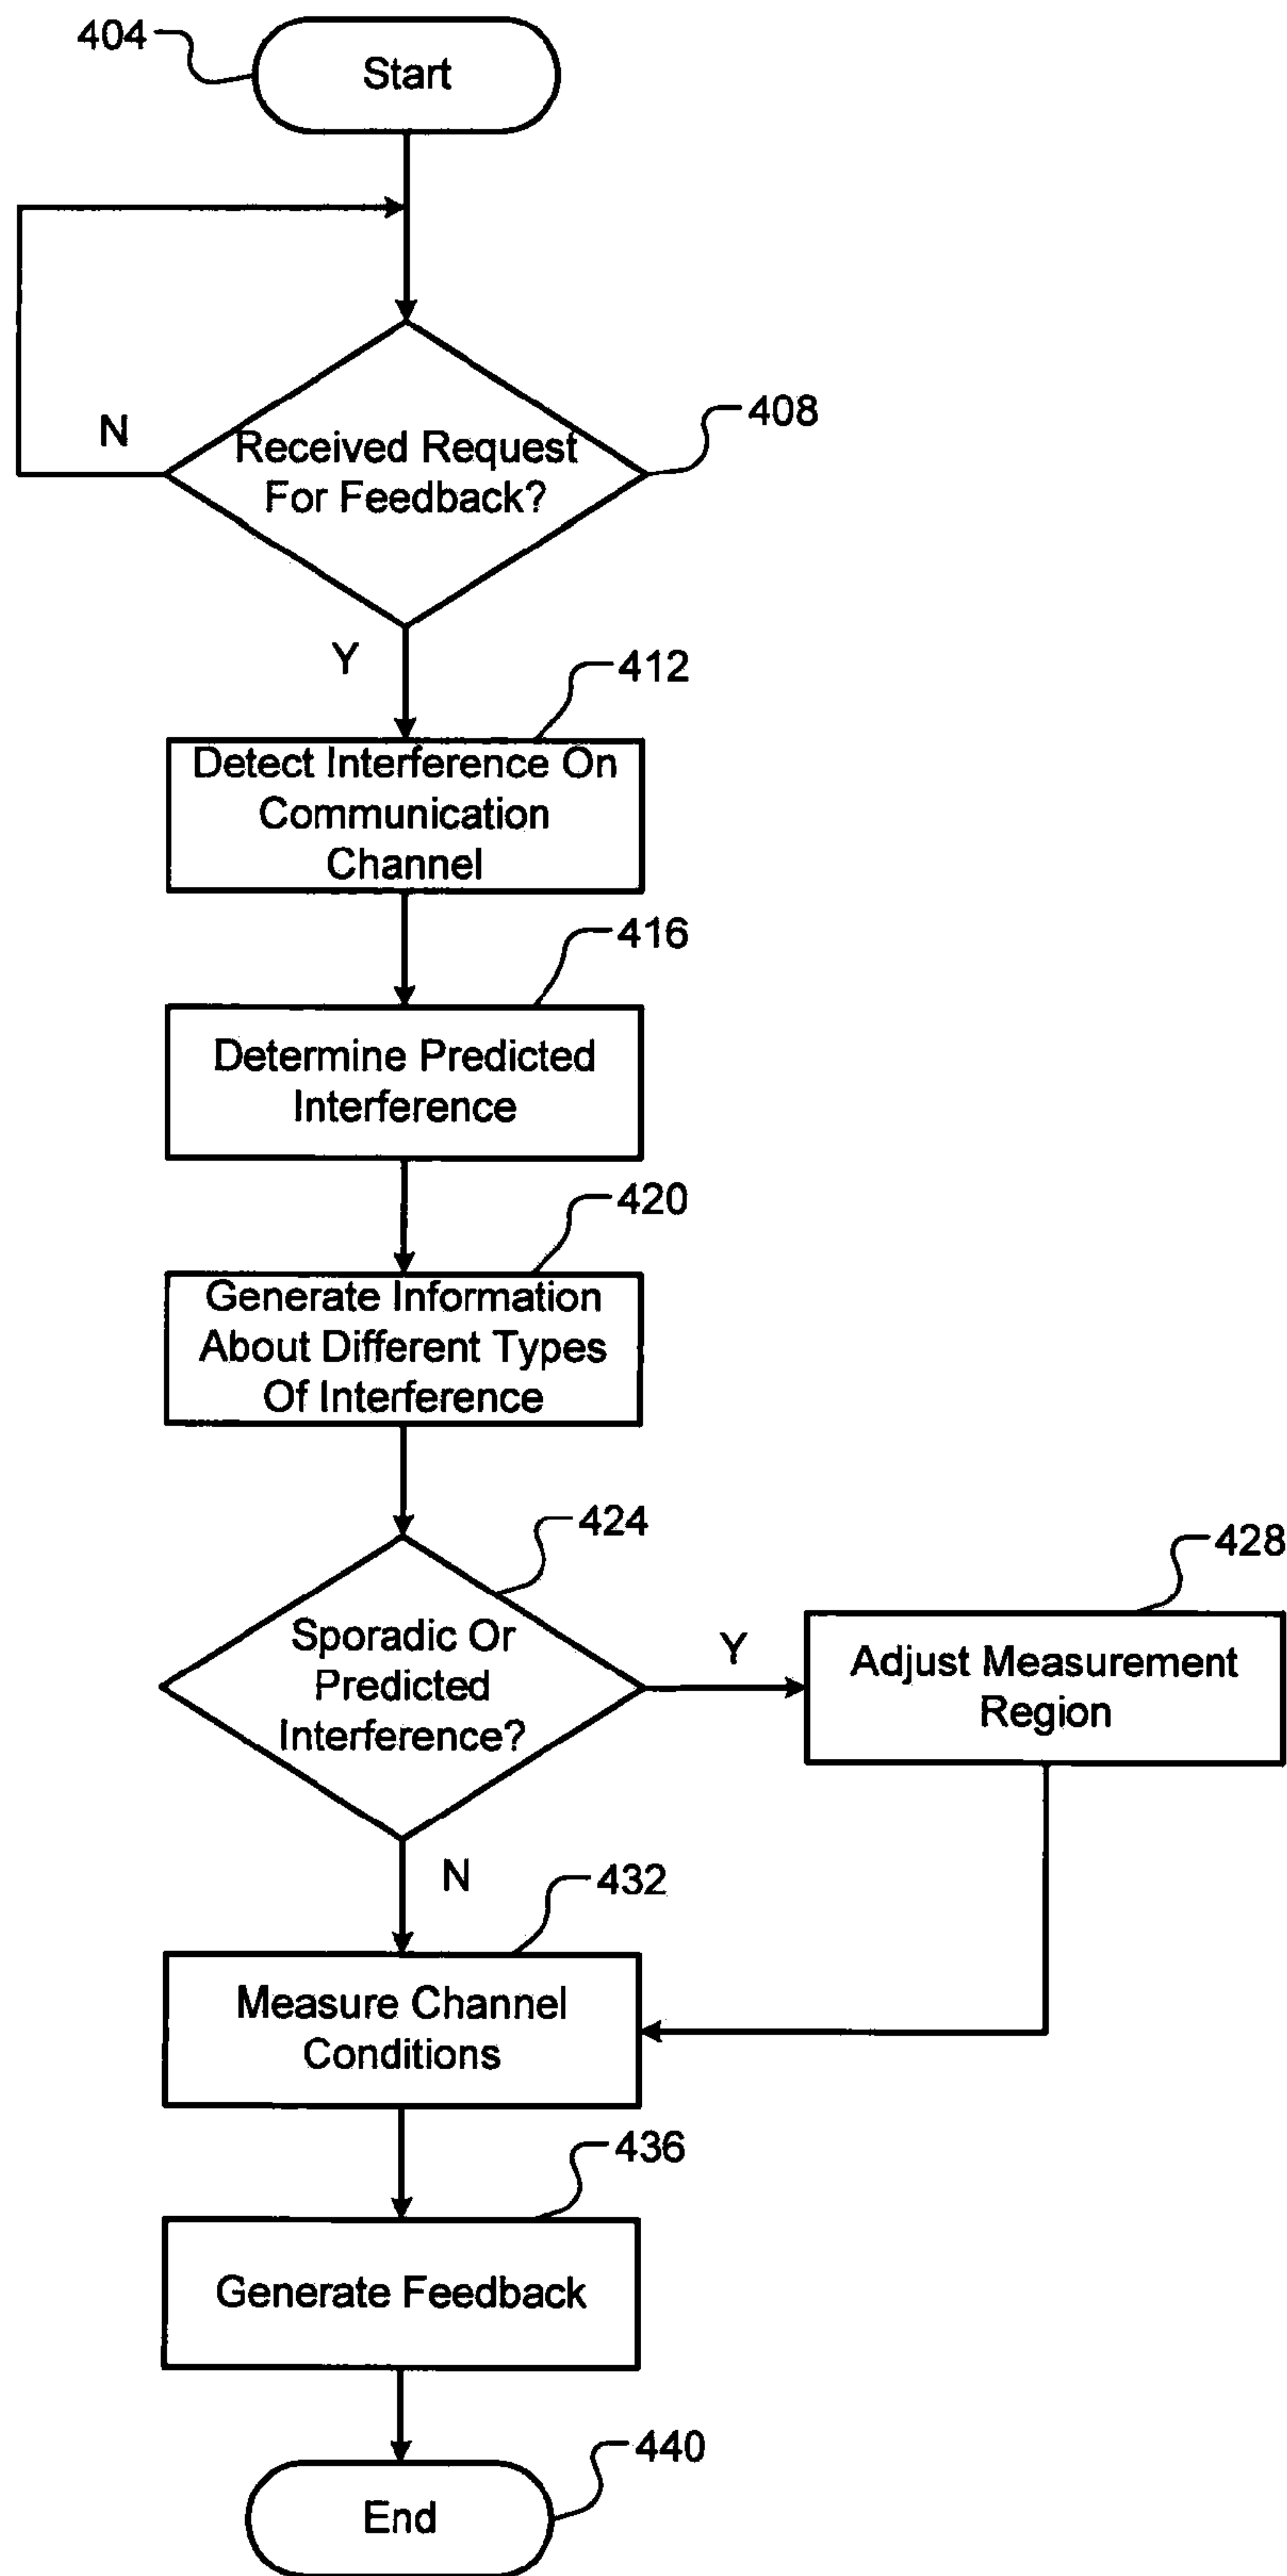 404
Start
N
Received Request
For Feedback?
408
Y
412
Detect Interference On
Communication
Channel
416
Determine Predicted
Interference
420
Generate Information
About Different Types
Of Interference
424
Sporadic Or
Predicted
Interference?
Y
428
Adjust Measurement
Region
N
432
Measure Channel
Conditions
436
Generate Feedback
440
End